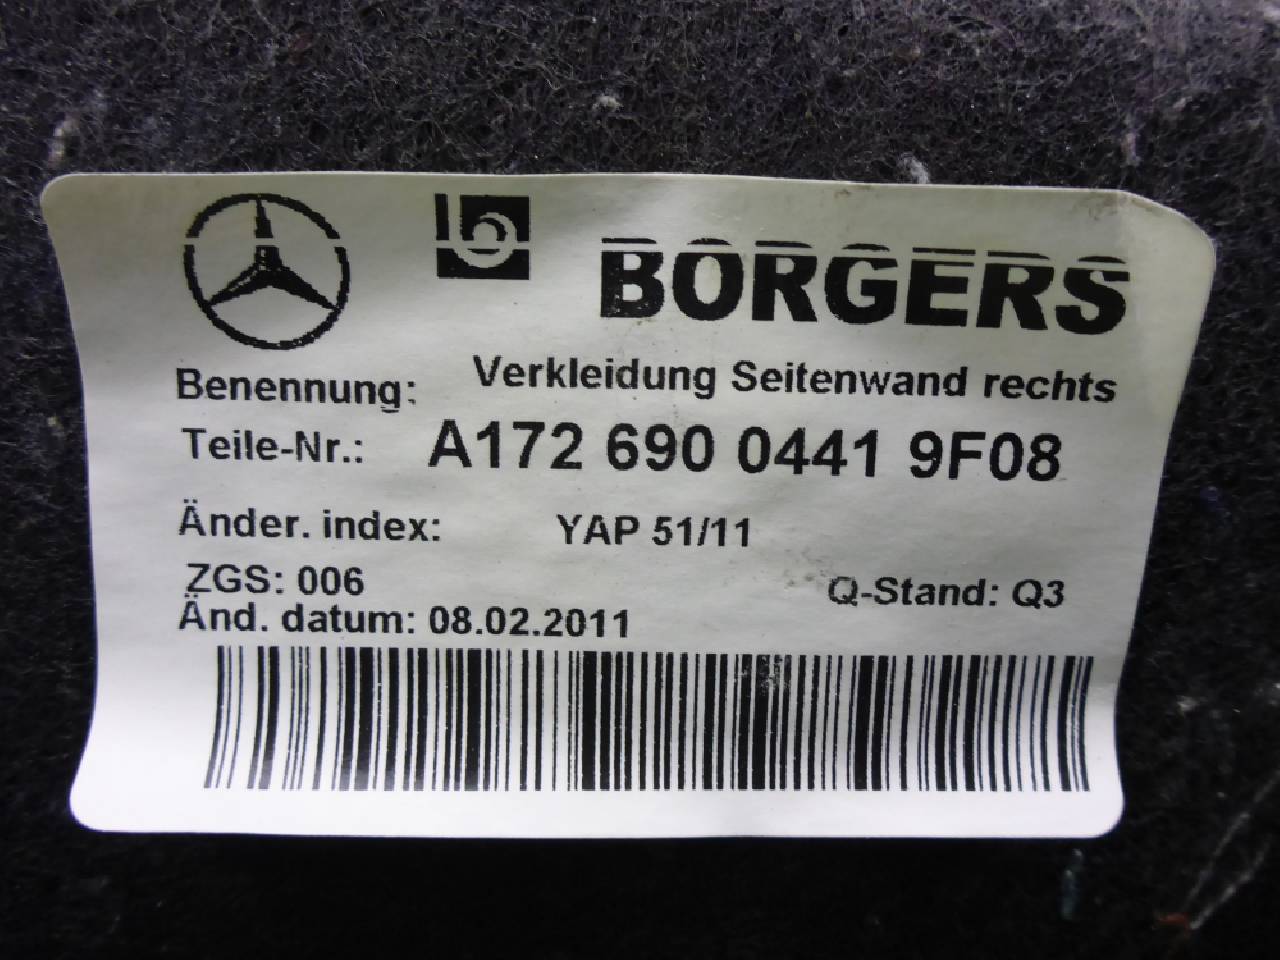 BORGERS
Benennung: Verkleidung Seitenwand rechts
Teile-Nr.: A172 690 0441 9F08
Änder. index: YAP 51/11
ZGS: 006 Q-Stand: Q3
Änd. datum: 08.02.2011